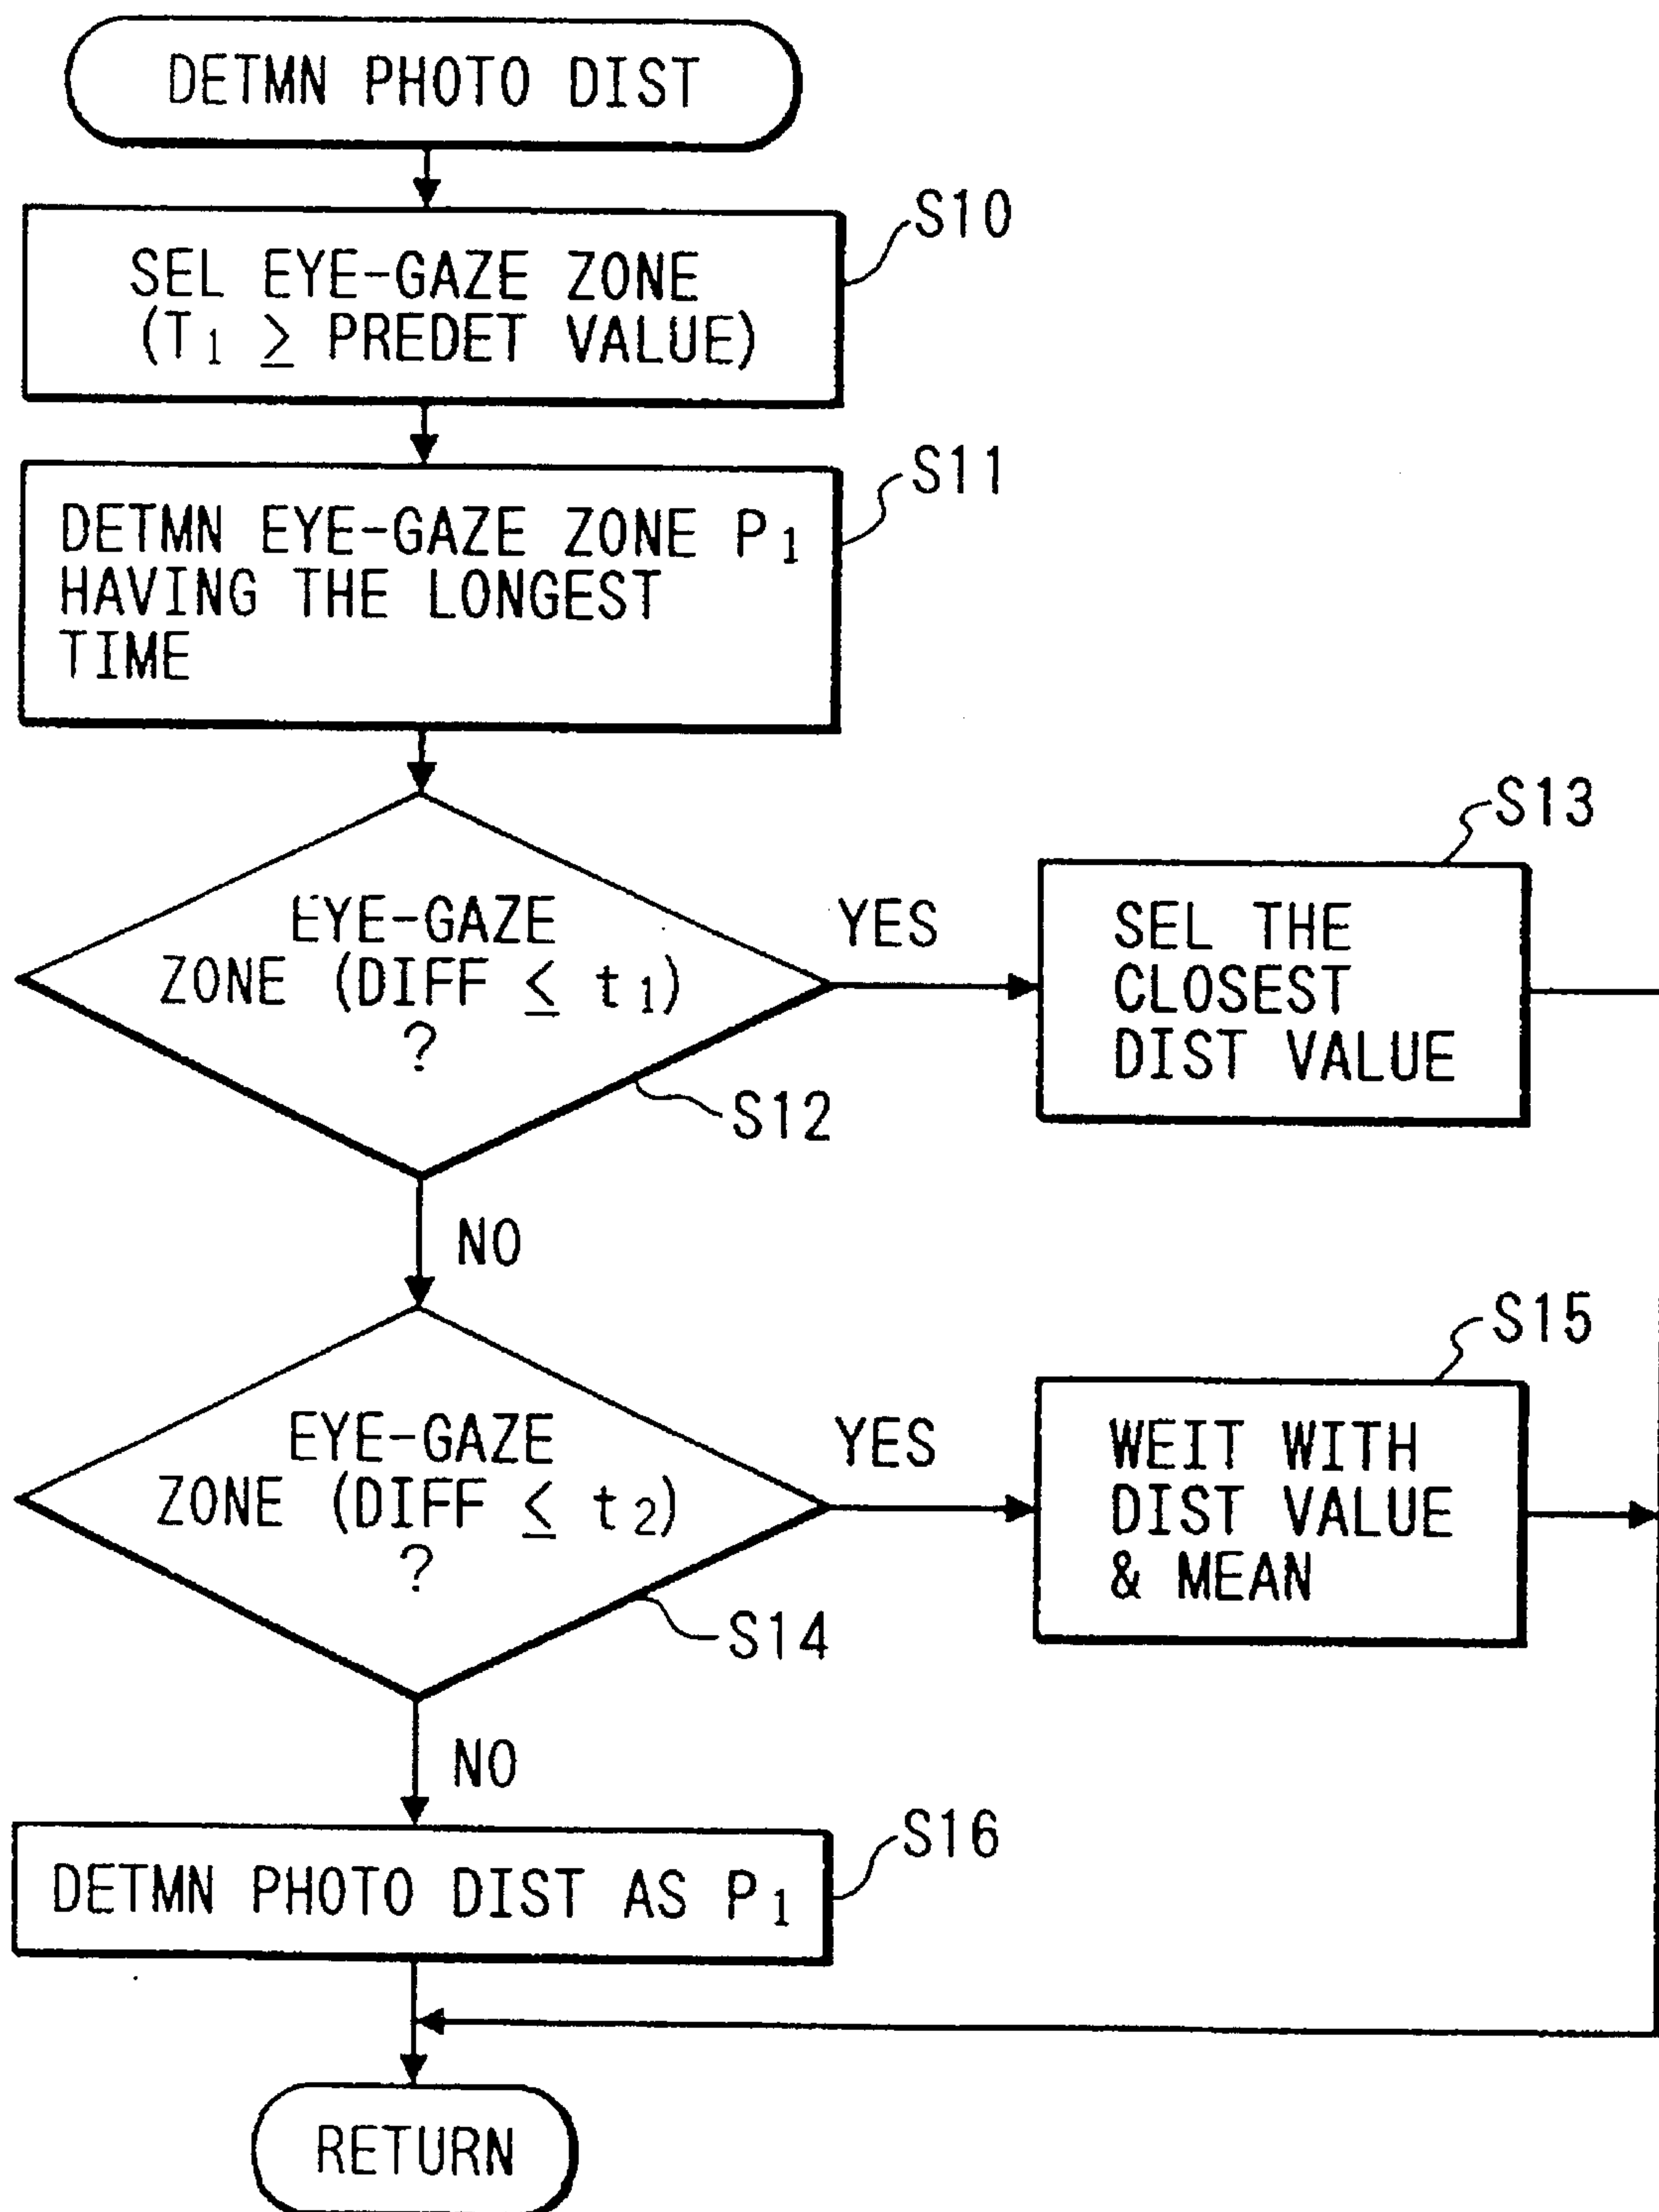 DETMN PHOTO DIST
S10
SEL EYE-GAZE ZONE
(T1 ≥ PREDET VALUE)
S11
DETMN EYE-GAZE ZONE P1
HAVING THE LONGEST
TIME
S13
EYE-GAZE
ZONE (DIFF ≤ t1)
?
YES
SEL THE
CLOSEST
DIST VALUE
S12
NO
S15
EYE-GAZE
ZONE (DIFF ≤ t2)
?
YES
WEIT WITH
DIST VALUE
& MEAN
S14
NO
S16
DETMN PHOTO DIST AS P1
RETURN